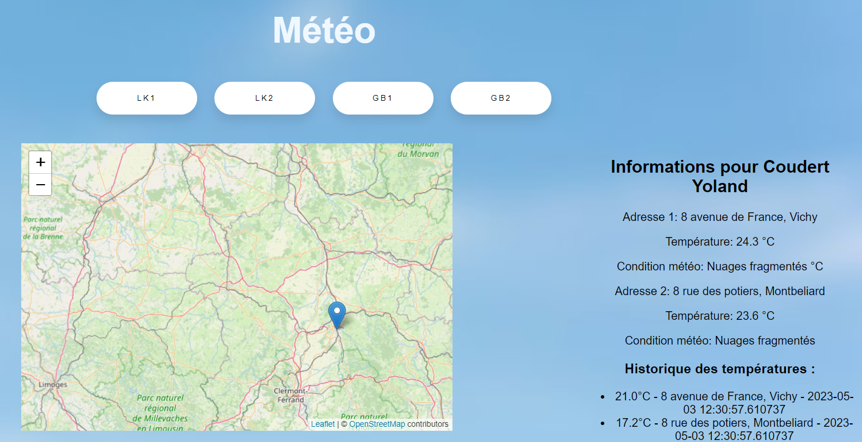 Météo
LK1
LK2
GB1
GB2
+
−
régional
du Morvan
Parc naturel
régional
de la Brenne
Limoges
Clermont-
Ferrand
Parc naturel
régional
de Millevaches
en Limousin
Leaflet | © OpenStreetMap contributors
Informations pour Coudert
Yoland
Adresse 1: 8 avenue de France, Vichy
Température: 24.3 °C
Condition météo: Nuages fragmentés °C
Adresse 2: 8 rue des potiers, Montbeliard
Température: 23.6 °C
Condition météo: Nuages fragmentés
Historique des températures :
• 21.0°C - 8 avenue de France, Vichy - 2023-05-
03 12:30:57.610737
• 17.2°C - 8 rue des potiers, Montbeliard - 2023-
05-03 12:30:57.610737